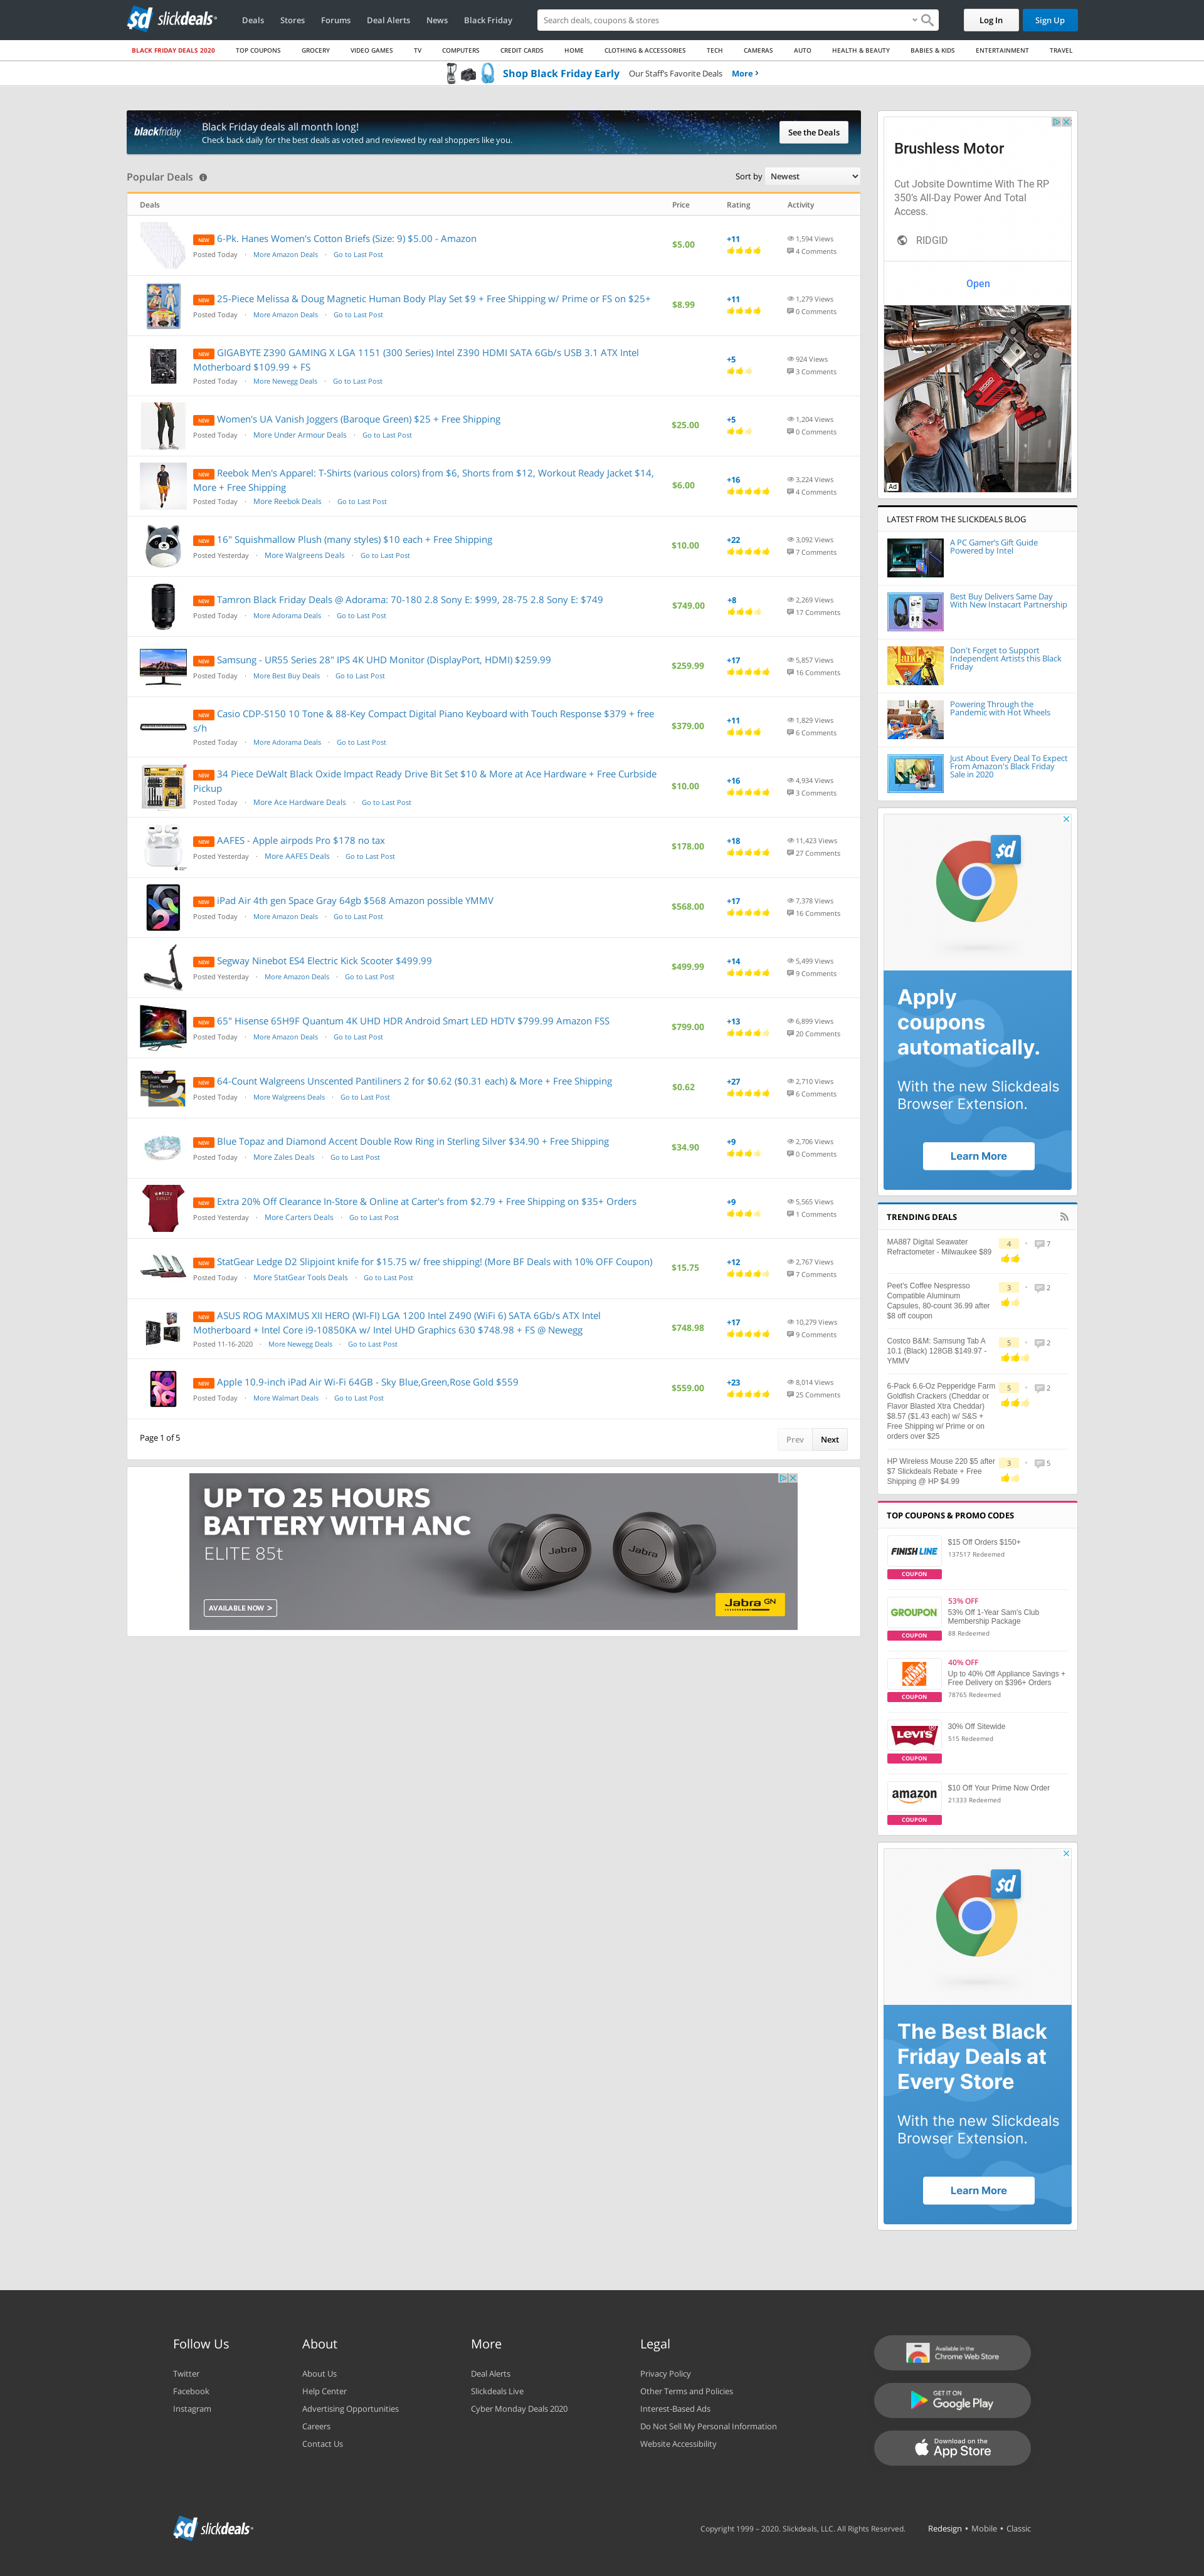 slickdeals
Deals Stores Forums Deal Alerts News Black Friday
Search deals, coupons & stores
Log In
Sign Up
BLACK FRIDAY DEALS 2020 TOP COUPONS GROCERY VIDEO GAMES TV COMPUTERS CREDIT CARDS HOME CLOTHING & ACCESSORIES TECH CAMERAS AUTO HEALTH & BEAUTY BABIES & KIDS ENTERTAINMENT TRAVEL
Shop Black Friday Early Our Staff's Favorite Deals More ›
blackfriday
Black Friday deals all month long!
Check back daily for the best deals as voted and reviewed by real shoppers like you.
See the Deals
Popular Deals
Sort by Newest
Deals Price Rating Activity
NEW 6-Pk. Hanes Women's Cotton Briefs (Size: 9) $5.00 - Amazon
Posted Today · More Amazon Deals · Go to Last Post
$5.00
+11
1,594 Views
4 Comments
NEW 25-Piece Melissa & Doug Magnetic Human Body Play Set $9 + Free Shipping w/ Prime or FS on $25+
Posted Today · More Amazon Deals · Go to Last Post
$8.99
+11
1,279 Views
0 Comments
NEW GIGABYTE Z390 GAMING X LGA 1151 (300 Series) Intel Z390 HDMI SATA 6Gb/s USB 3.1 ATX Intel
Motherboard $109.99 + FS
Posted Today · More Newegg Deals · Go to Last Post
+5
924 Views
3 Comments
NEW Women's UA Vanish Joggers (Baroque Green) $25 + Free Shipping
Posted Today · More Under Armour Deals · Go to Last Post
$25.00
+5
1,204 Views
0 Comments
NEW Reebok Men's Apparel: T-Shirts (various colors) from $6, Shorts from $12, Workout Ready Jacket $14,
More + Free Shipping
Posted Today · More Reebok Deals · Go to Last Post
$6.00
+16
3,224 Views
4 Comments
NEW 16" Squishmallow Plush (many styles) $10 each + Free Shipping
Posted Yesterday · More Walgreens Deals · Go to Last Post
$10.00
+22
3,092 Views
7 Comments
NEW Tamron Black Friday Deals @ Adorama: 70-180 2.8 Sony E: $999, 28-75 2.8 Sony E: $749
Posted Today · More Adorama Deals · Go to Last Post
$749.00
+8
2,269 Views
17 Comments
NEW Samsung - UR55 Series 28" IPS 4K UHD Monitor (DisplayPort, HDMI) $259.99
Posted Today · More Best Buy Deals · Go to Last Post
$259.99
+17
5,857 Views
16 Comments
NEW Casio CDP-S150 10 Tone & 88-Key Compact Digital Piano Keyboard with Touch Response $379 + free
s/h
Posted Today · More Adorama Deals · Go to Last Post
$379.00
+11
1,829 Views
6 Comments
NEW 34 Piece DeWalt Black Oxide Impact Ready Drive Bit Set $10 & More at Ace Hardware + Free Curbside
Pickup
Posted Today · More Ace Hardware Deals · Go to Last Post
$10.00
+16
4,934 Views
3 Comments
NEW AAFES - Apple airpods Pro $178 no tax
Posted Yesterday · More AAFES Deals · Go to Last Post
$178.00
+18
11,423 Views
27 Comments
NEW iPad Air 4th gen Space Gray 64gb $568 Amazon possible YMMV
Posted Today · More Amazon Deals · Go to Last Post
$568.00
+17
7,378 Views
16 Comments
NEW Segway Ninebot ES4 Electric Kick Scooter $499.99
Posted Yesterday · More Amazon Deals · Go to Last Post
$499.99
+14
5,499 Views
9 Comments
NEW 65" Hisense 65H9F Quantum 4K UHD HDR Android Smart LED HDTV $799.99 Amazon FSS
Posted Today · More Amazon Deals · Go to Last Post
$799.00
+13
6,899 Views
20 Comments
NEW 64-Count Walgreens Unscented Pantiliners 2 for $0.62 ($0.31 each) & More + Free Shipping
Posted Today · More Walgreens Deals · Go to Last Post
$0.62
+27
2,710 Views
6 Comments
NEW Blue Topaz and Diamond Accent Double Row Ring in Sterling Silver $34.90 + Free Shipping
Posted Today · More Zales Deals · Go to Last Post
$34.90
+9
2,706 Views
0 Comments
NEW Extra 20% Off Clearance In-Store & Online at Carter's from $2.79 + Free Shipping on $35+ Orders
Posted Yesterday · More Carters Deals · Go to Last Post
+9
5,565 Views
1 Comments
NEW StatGear Ledge D2 Slipjoint knife for $15.75 w/ free shipping! (More BF Deals with 10% OFF Coupon)
Posted Today · More StatGear Tools Deals · Go to Last Post
$15.75
+12
2,767 Views
7 Comments
NEW ASUS ROG MAXIMUS XII HERO (WI-FI) LGA 1200 Intel Z490 (WiFi 6) SATA 6Gb/s ATX Intel
Motherboard + Intel Core i9-10850KA w/ Intel UHD Graphics 630 $748.98 + FS @ Newegg
Posted 11-16-2020 · More Newegg Deals · Go to Last Post
$748.98
+17
10,279 Views
9 Comments
NEW Apple 10.9-inch iPad Air Wi-Fi 64GB - Sky Blue,Green,Rose Gold $559
Posted Today · More Walmart Deals · Go to Last Post
$559.00
+23
8,014 Views
25 Comments
Page 1 of 5
Prev Next
UP TO 25 HOURS
BATTERY WITH ANC
ELITE 85t
AVAILABLE NOW >
Jabra
Jabra
Jabra GN
Brushless Motor
Cut Jobsite Downtime With The RP
350's All-Day Power And Total
Access.
RIDGID
Open
Ad
LATEST FROM THE SLICKDEALS BLOG
A PC Gamer's Gift Guide
Powered by Intel
Best Buy Delivers Same Day
With New Instacart Partnership
Don't Forget to Support
Independent Artists this Black
Friday
Powering Through the
Pandemic with Hot Wheels
Just About Every Deal To Expect
From Amazon's Black Friday
Sale in 2020
Apply
coupons
automatically.
With the new Slickdeals
Browser Extension.
Learn More
TRENDING DEALS
MA887 Digital Seawater
Refractometer - Milwaukee $89
4 · 7
Peet's Coffee Nespresso
Compatible Aluminum
Capsules, 80-count 36.99 after
$8 off coupon
3 · 2
Costco B&M: Samsung Tab A
10.1 (Black) 128GB $149.97 -
YMMV
5 · 2
6-Pack 6.6-Oz Pepperidge Farm
Goldfish Crackers (Cheddar or
Flavor Blasted Xtra Cheddar)
$8.57 ($1.43 each) w/ S&S +
Free Shipping w/ Prime or on
orders over $25
5 · 2
HP Wireless Mouse 220 $5 after
$7 Slickdeals Rebate + Free
Shipping @ HP $4.99
3 · 5
TOP COUPONS & PROMO CODES
FINISH LINE
COUPON
$15 Off Orders $150+
137517 Redeemed
GROUPON
COUPON
53% OFF
53% Off 1-Year Sam's Club
Membership Package
88 Redeemed
COUPON
40% OFF
Up to 40% Off Appliance Savings +
Free Delivery on $396+ Orders
78765 Redeemed
LEVI'S
COUPON
30% Off Sitewide
515 Redeemed
amazon
COUPON
$10 Off Your Prime Now Order
21333 Redeemed
The Best Black
Friday Deals at
Every Store
With the new Slickdeals
Browser Extension.
Learn More
Follow Us
Twitter
Facebook
Instagram
About
About Us
Help Center
Advertising Opportunities
Careers
Contact Us
More
Deal Alerts
Slickdeals Live
Cyber Monday Deals 2020
Legal
Privacy Policy
Other Terms and Policies
Interest-Based Ads
Do Not Sell My Personal Information
Website Accessibility
Available in the
Chrome Web Store
GET IT ON
Google Play
Download on the
App Store
slickdeals
Copyright 1999 – 2020. Slickdeals, LLC. All Rights Reserved.
Redesign • Mobile • Classic